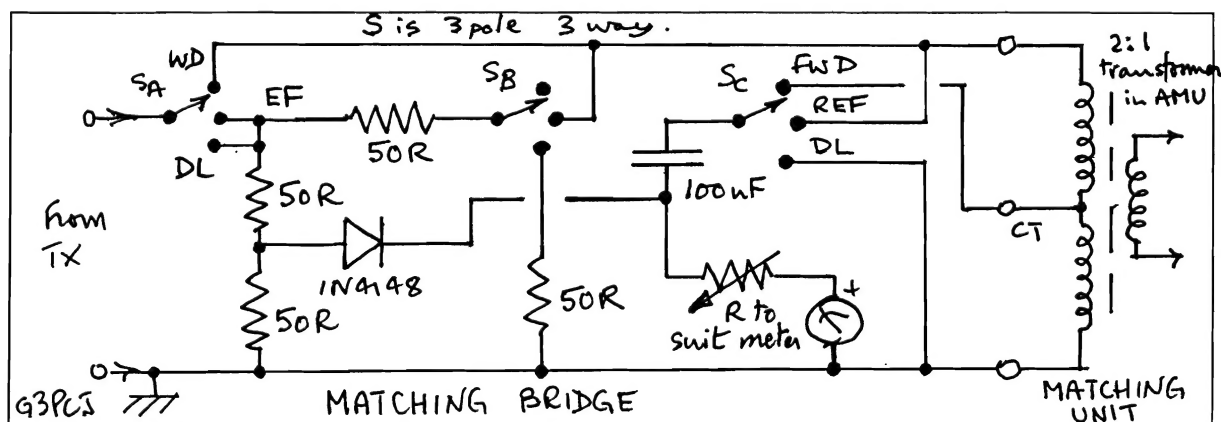 S is 3 pole 3 way.
2:1
transformer
in AMU
WD
SA
SB
SC
FWD
EF
REF
DL
50R
DL
100nF
From
TX
50R
CT
1N4148
50R
50R
R to
suit meter
+
G3PCJ
MATCHING BRIDGE
MATCHING
UNIT